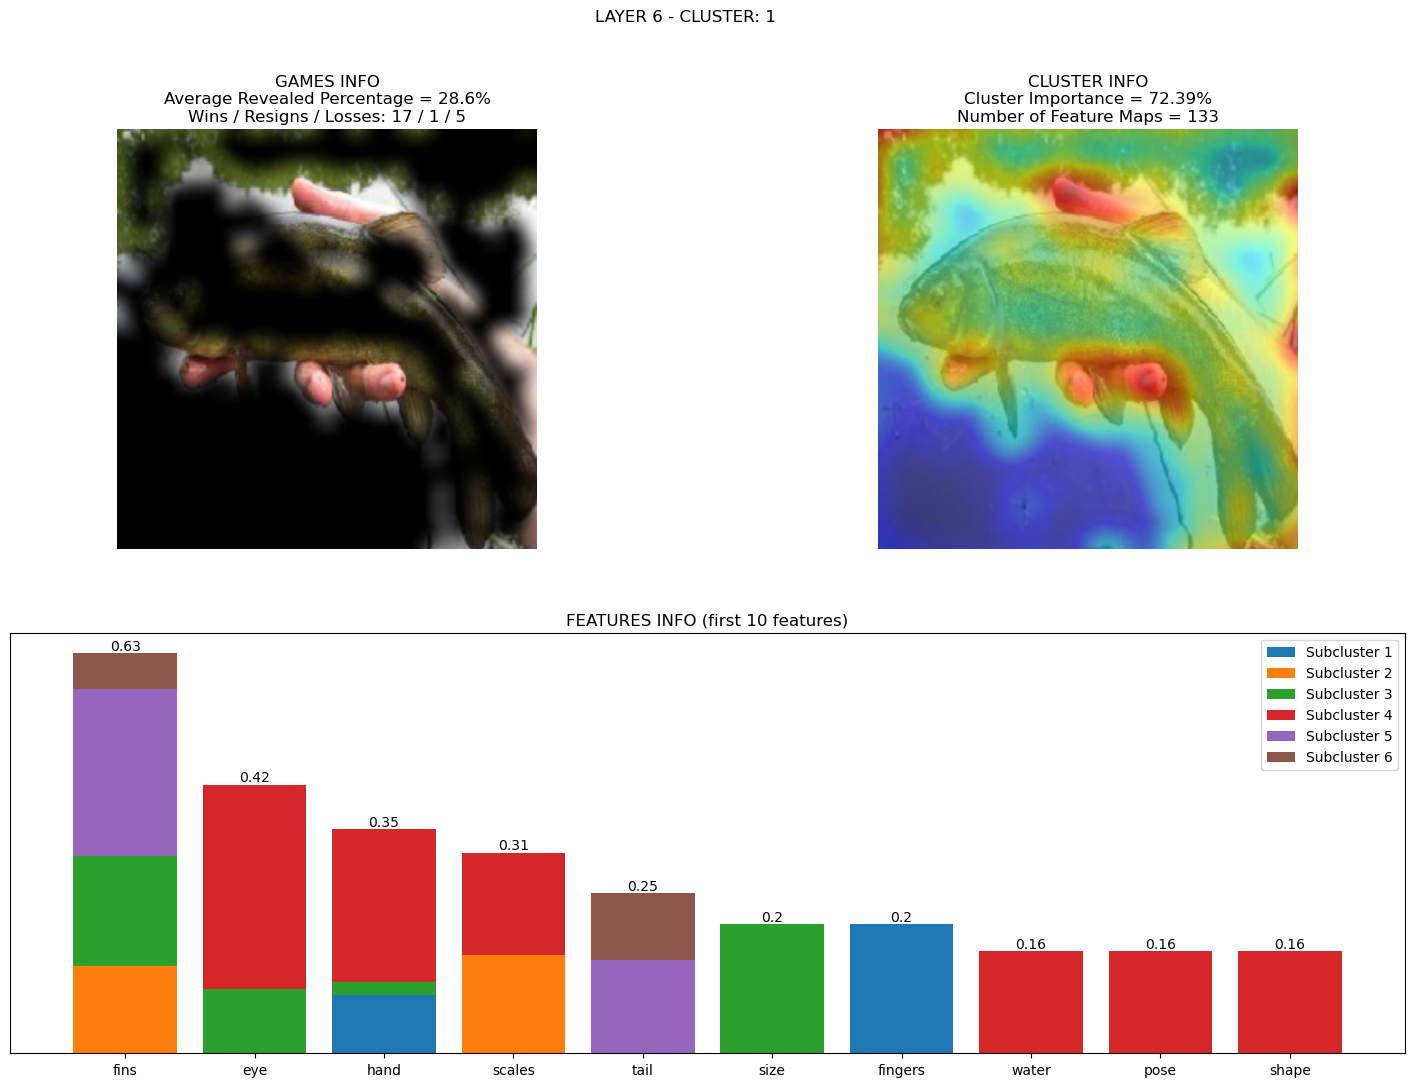 LAYER 6 - CLUSTER: 1
GAMES INFO
Average Revealed Percentage = 28.6%
Wins / Resigns / Losses: 17 / 1 / 5
CLUSTER INFO
Cluster Importance = 72.39%
Number of Feature Maps = 133
FEATURES INFO (first 10 features)
0.63
0.42
0.35
0.31
0.25
0.2
0.2
0.16
0.16
0.16
Subcluster 1
Subcluster 2
Subcluster 3
Subcluster 4
Subcluster 5
Subcluster 6
fins
eye
hand
scales
tail
size
fingers
water
pose
shape